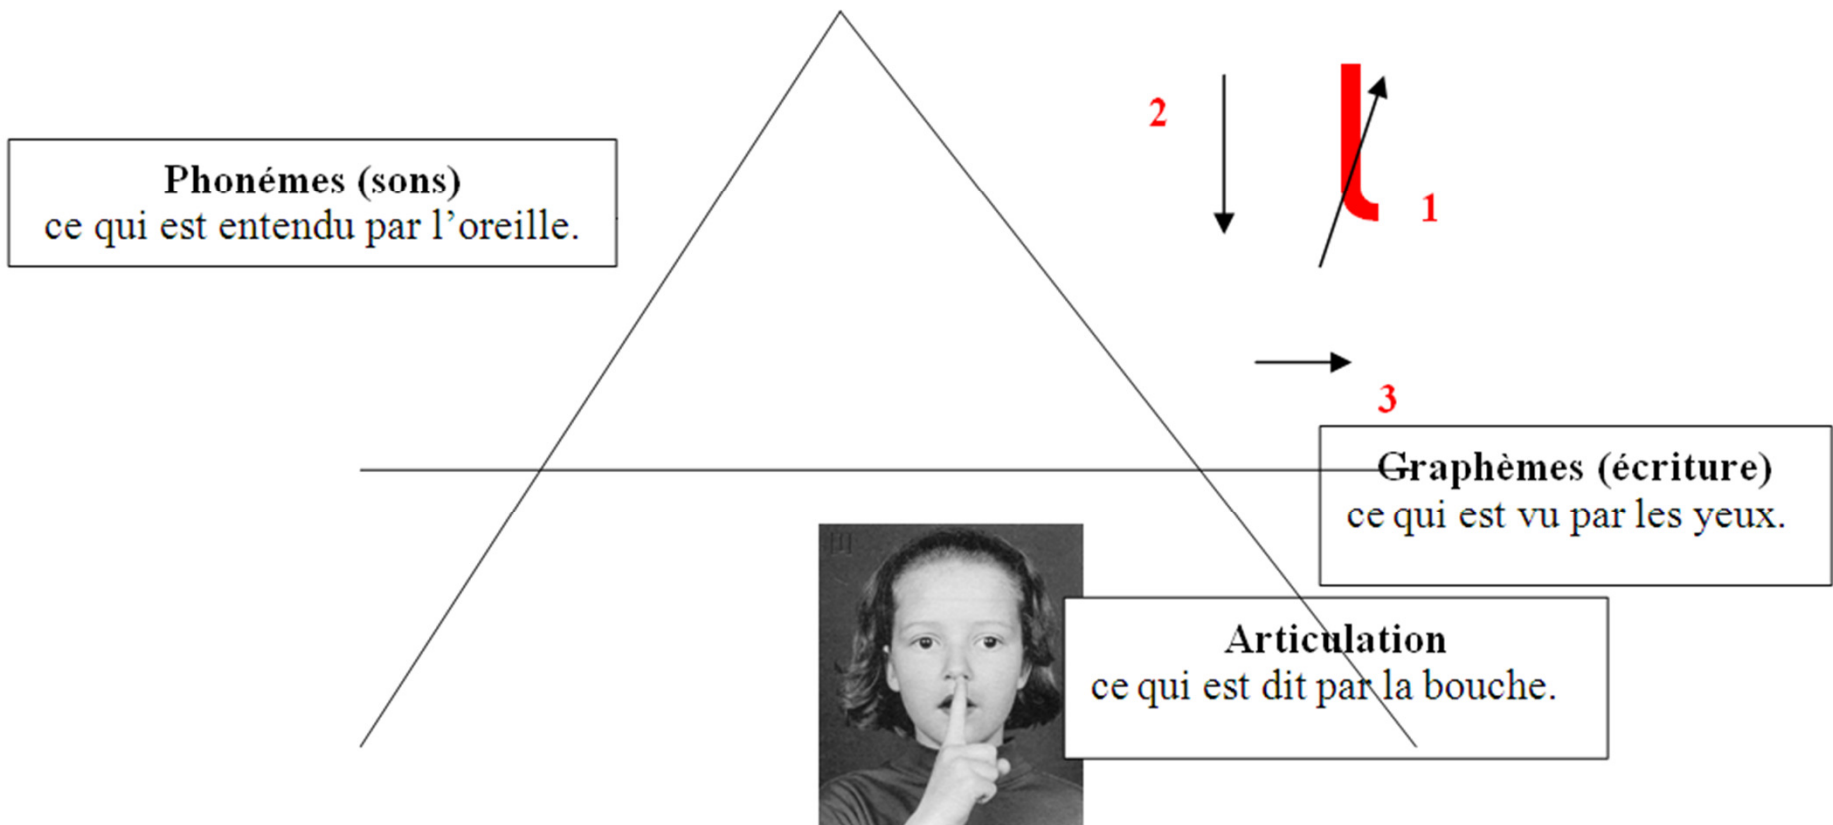 2
1
Phonémes (sons)
ce qui est entendu par l’oreille.
3
Graphèmes (écriture)
ce qui est vu par les yeux.
Articulation
ce qui est dit par la bouche.